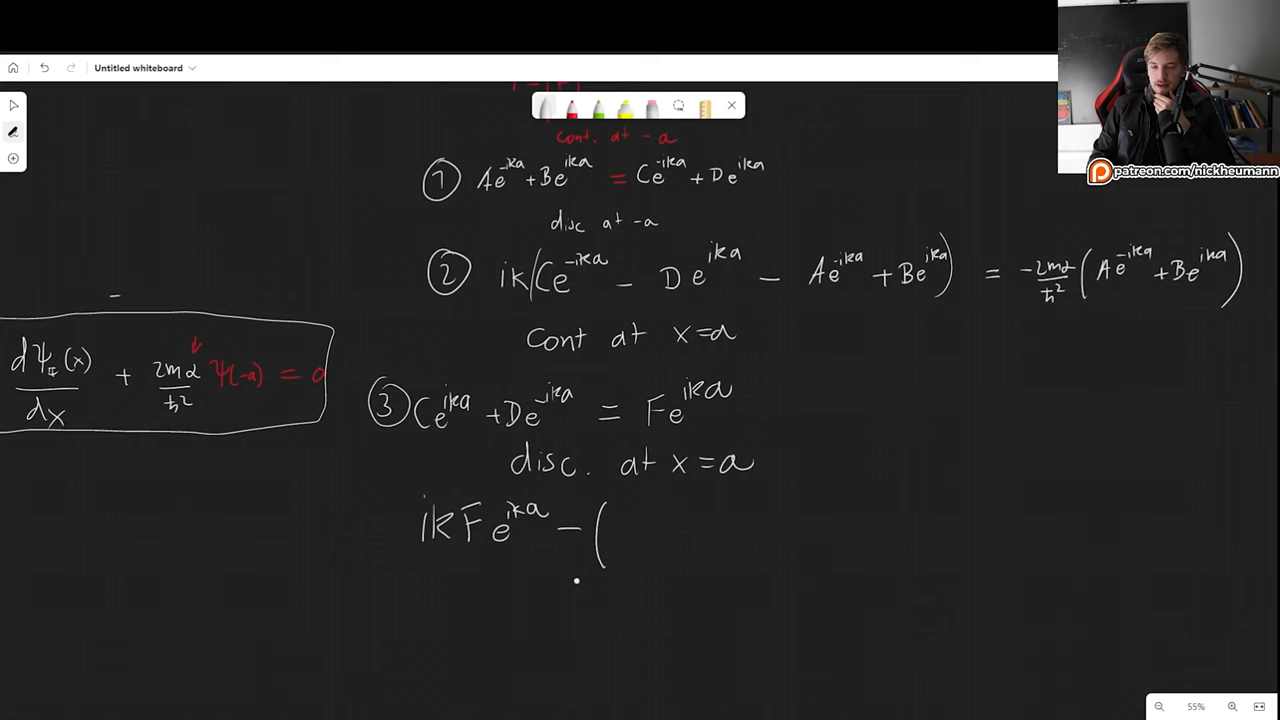 Untitled whiteboard
cont. at -a
① Ae^{-ika} + Be^{ika} = Ce^{-ika} + De^{ika}
disc at -a
② ik(Ce^{-ika} - De^{ika} - Ae^{-ika} + Be^{ika}) = -2mα/ħ² (Ae^{-ika} + Be^{ika})
Cont at x=a
dΨ_{II}(x)/dx + 2mα/ħ² Ψ(-a) = 0
③ Ce^{ika} + De^{-ika} = Fe^{ika}
disc. at x=a
ikFe^{ika} - (
patreon.com/nickheumann
55%